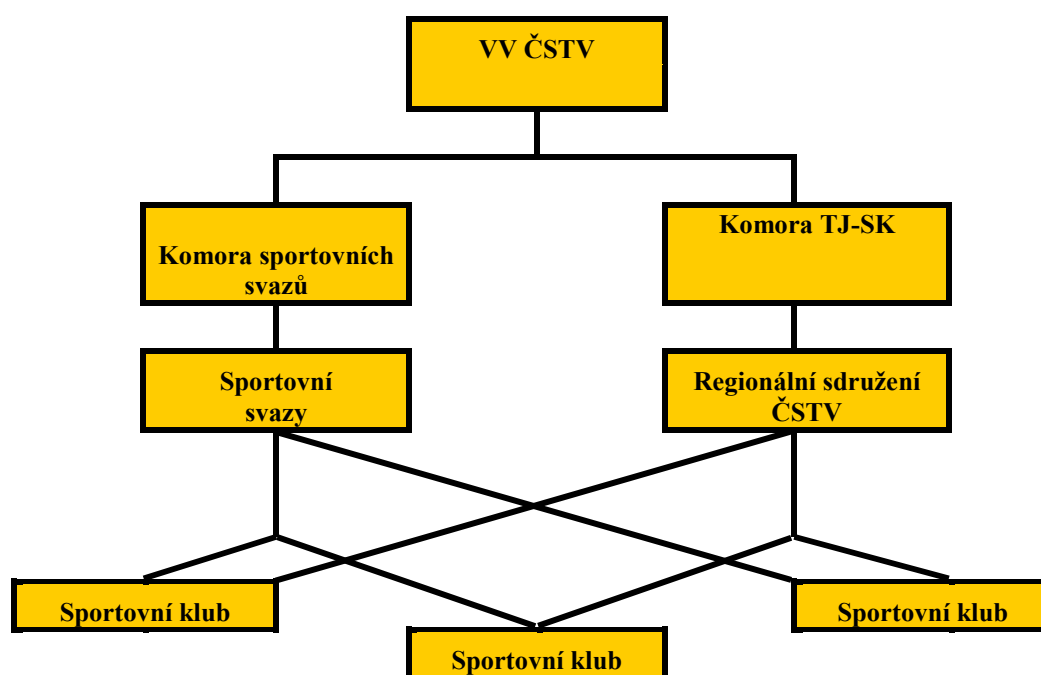 VV ČSTV
Komora sportovních
svazů
Komora TJ-SK
Sportovní
svazy
Regionální sdružení
ČSTV
Sportovní klub
Sportovní klub
Sportovní klub